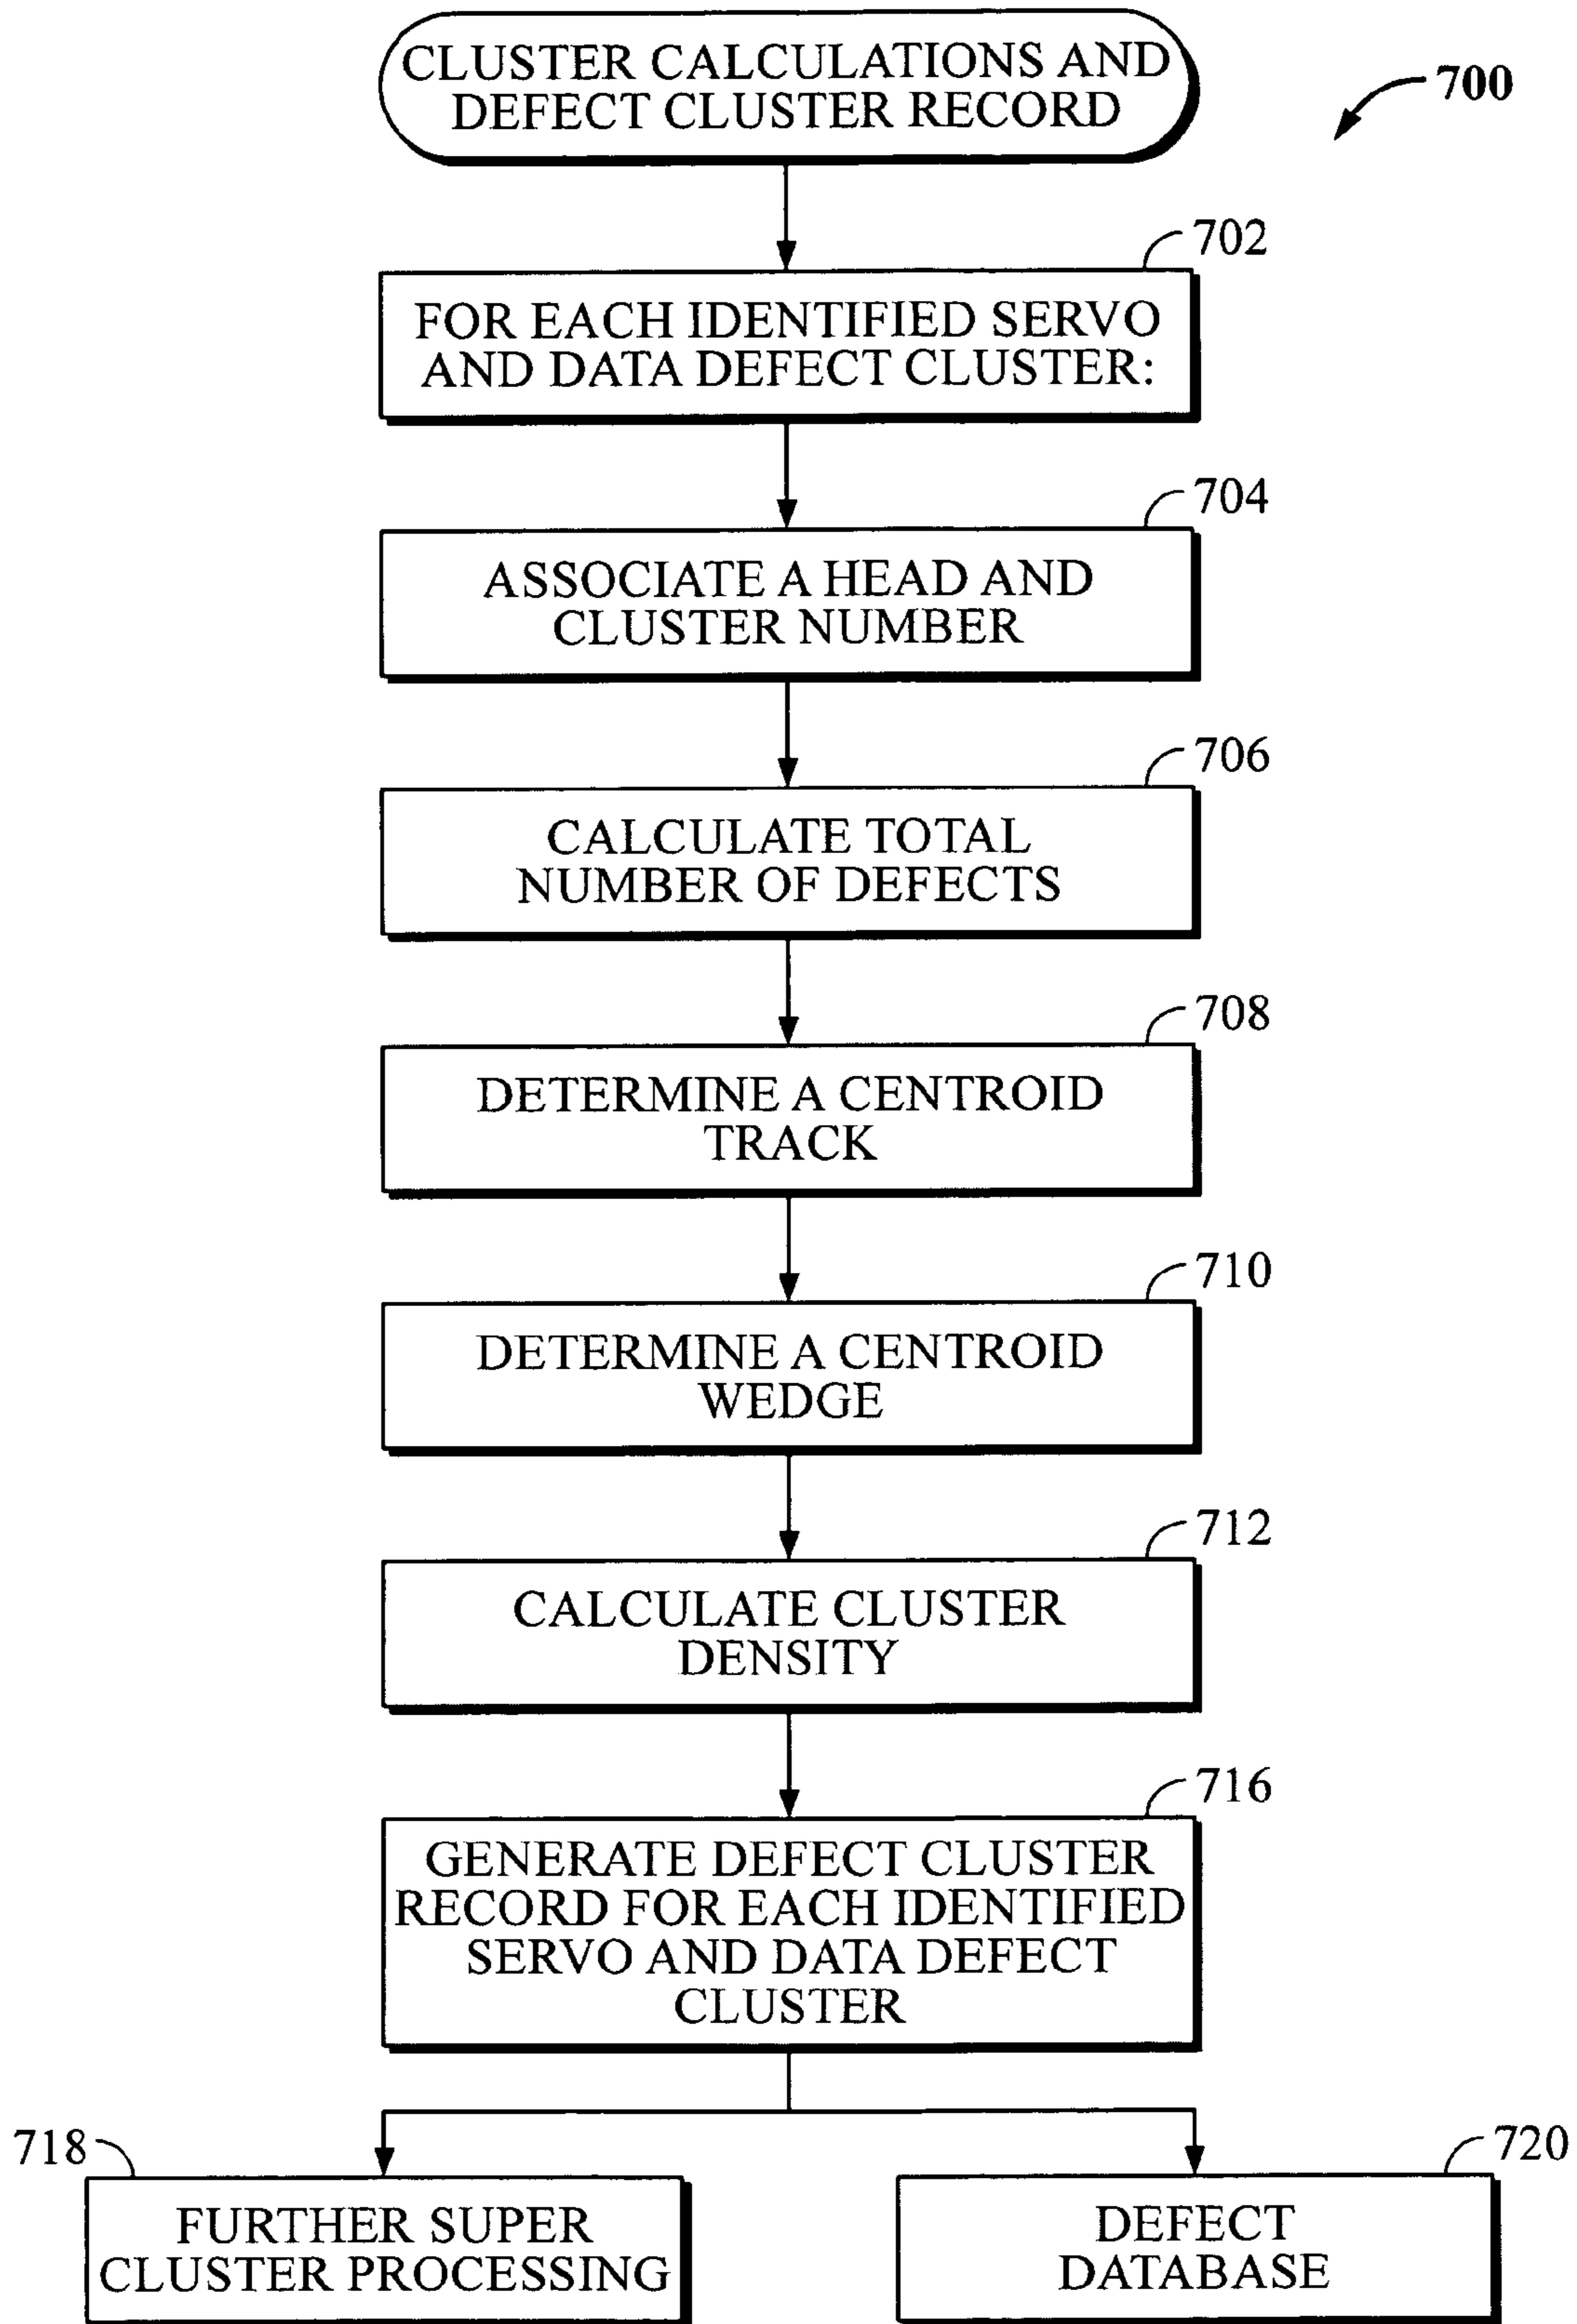 CLUSTER CALCULATIONS AND
DEFECT CLUSTER RECORD
700
702
FOR EACH IDENTIFIED SERVO
AND DATA DEFECT CLUSTER:
704
ASSOCIATE A HEAD AND
CLUSTER NUMBER
706
CALCULATE TOTAL
NUMBER OF DEFECTS
708
DETERMINE A CENTROID
TRACK
710
DETERMINE A CENTROID
WEDGE
712
CALCULATE CLUSTER
DENSITY
716
GENERATE DEFECT CLUSTER
RECORD FOR EACH IDENTIFIED
SERVO AND DATA DEFECT
CLUSTER
718
FURTHER SUPER
CLUSTER PROCESSING
720
DEFECT
DATABASE